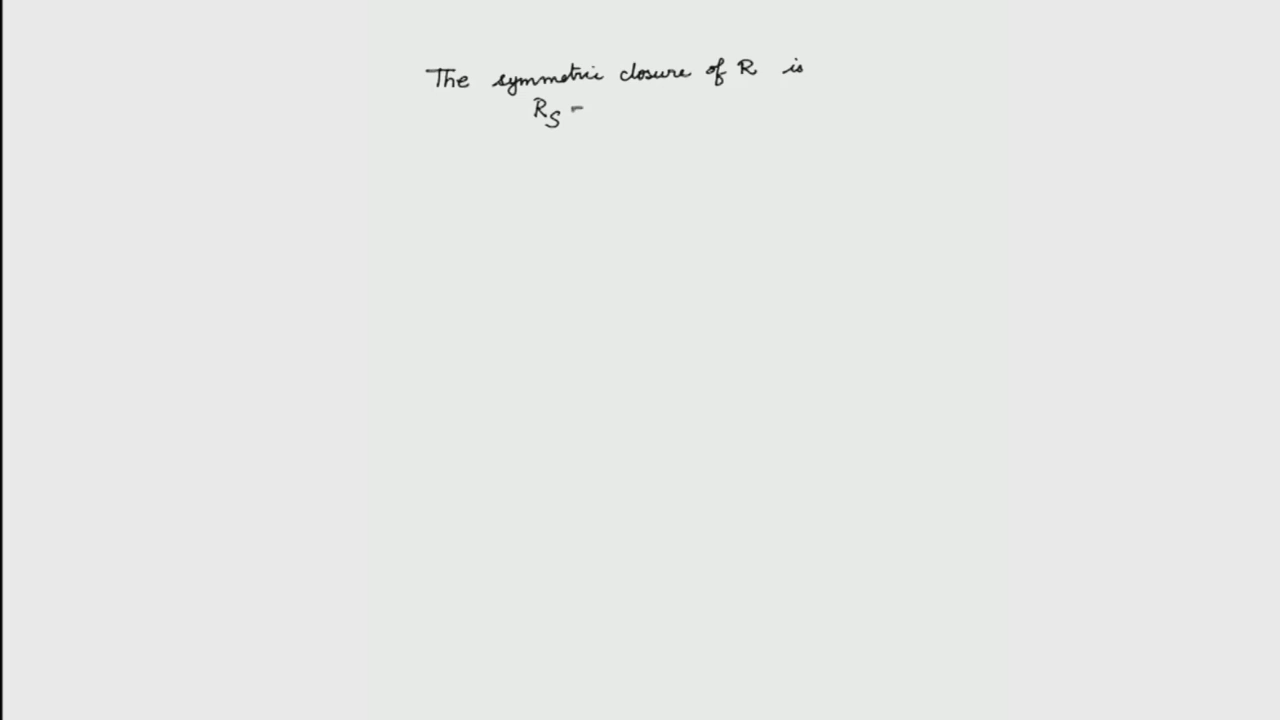 The symmetric closure of R is
R_S -